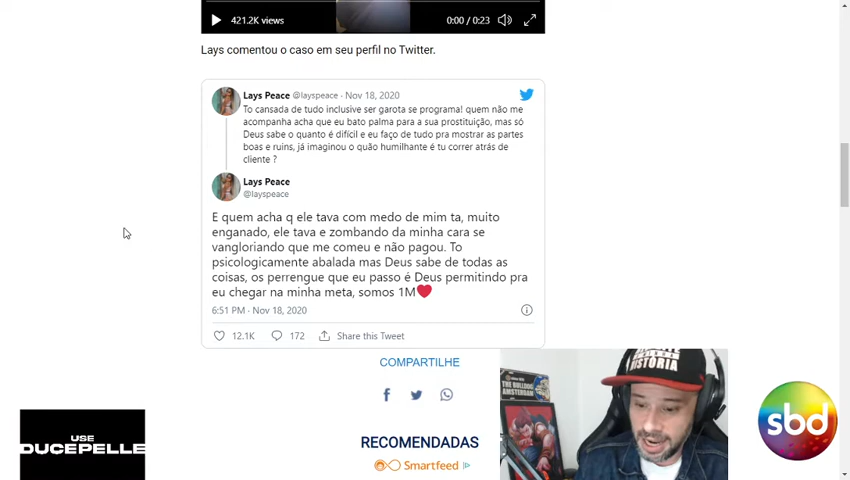 421.2K views
0:00 / 0:23
Lays comentou o caso em seu perfil no Twitter.
Lays Peace @layspeace · Nov 18, 2020
To cansada de tudo inclusive ser garota se programa! quem não me
acompanha acha que eu bato palma para a sua prostituição, mas só
Deus sabe o quanto é difícil e eu faço de tudo pra mostrar as partes
boas e ruins, já imaginou o quão humilhante é tu correr atrás de
cliente ?
Lays Peace
@layspeace
E quem acha q ele tava com medo de mim ta, muito
enganado, ele tava e zombando da minha cara se
vangloriando que me comeu e não pagou. To
psicologicamente abalada mas Deus sabe de todas as
coisas, os perrengue que eu passo é Deus permitindo pra
eu chegar na minha meta, somos 1M❤
6:51 PM · Nov 18, 2020
12.1K
172
Share this Tweet
COMPARTILHE
RECOMENDADAS
Smartfeed
USE
DUCEPELLE
THE BULLDOG
AMSTERDAM
HISTORIA
sbd